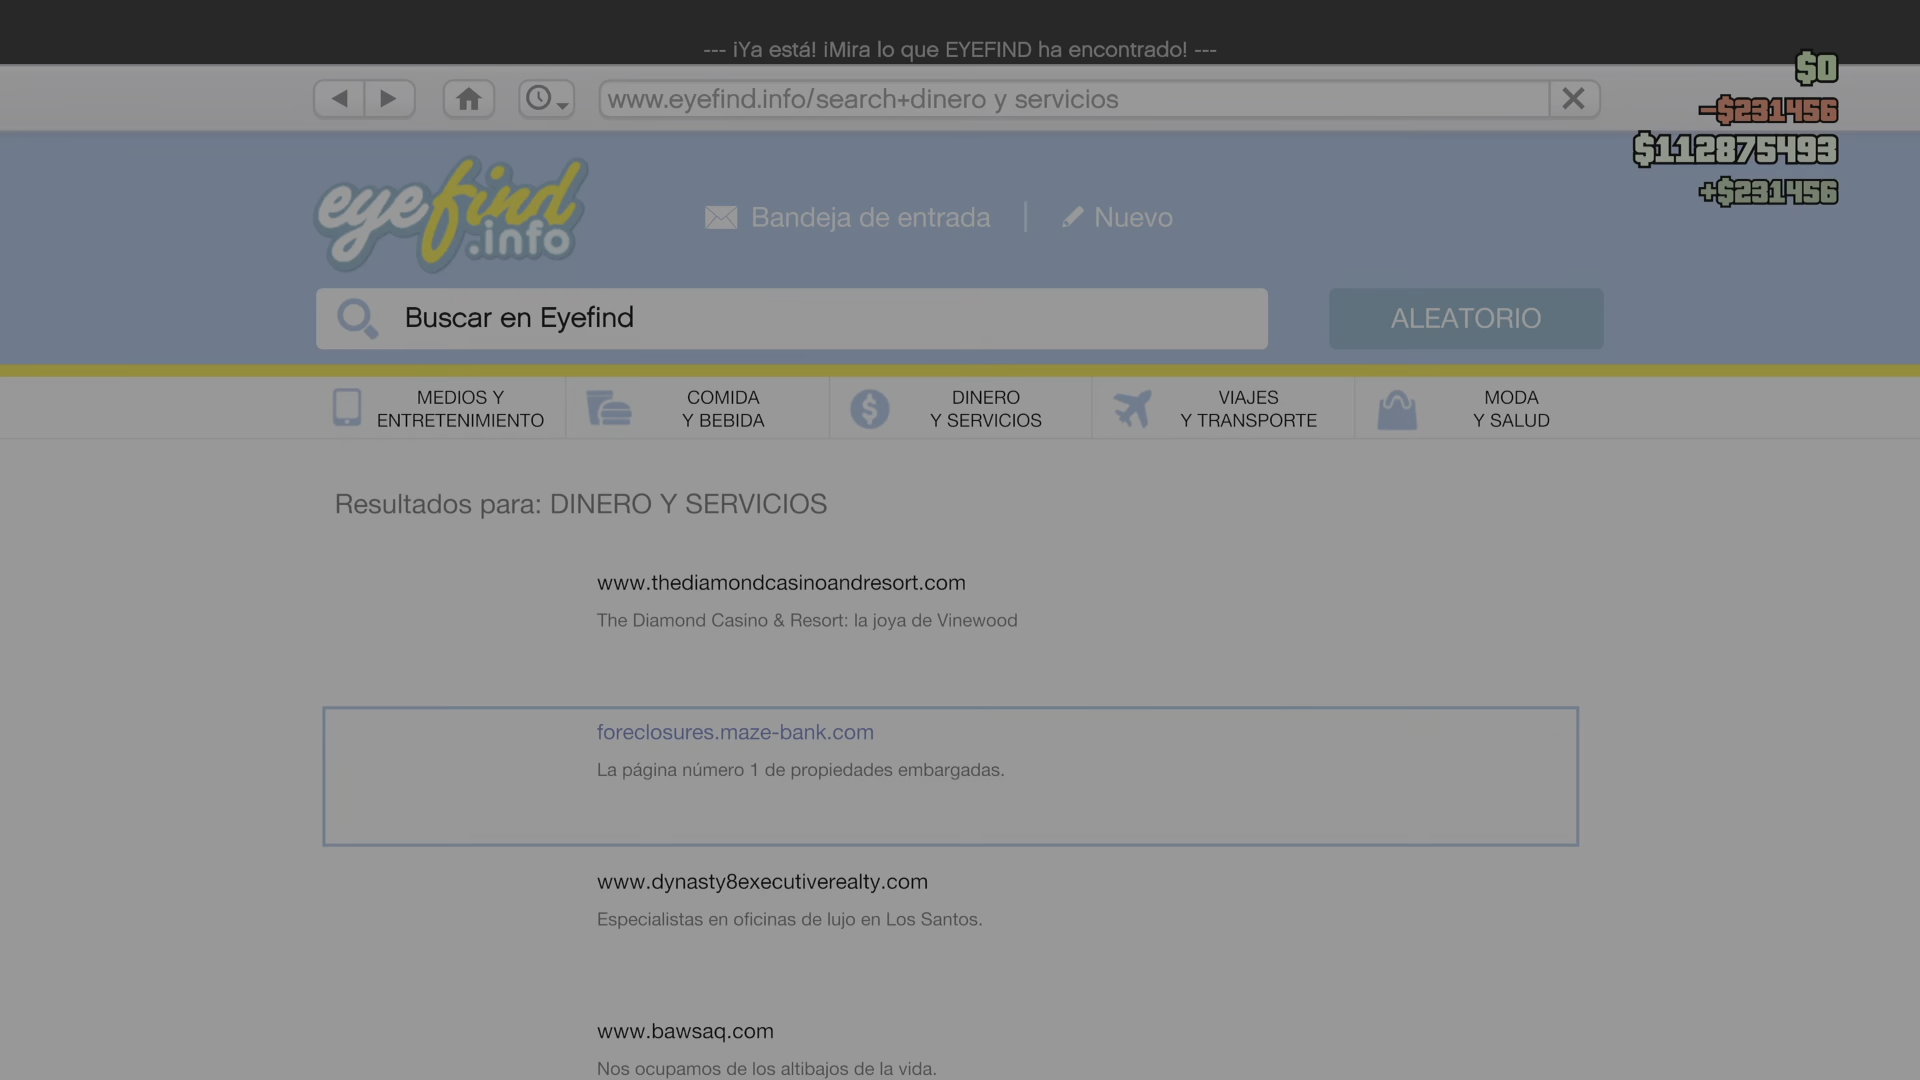 --- ¡Ya está! ¡Mira lo que EYEFIND ha encontrado! ---
$0
www.eyefind.info/search+dinero y servicios
-$231456
$112875493
+$231456
eyefind.info
Bandeja de entrada | Nuevo
Buscar en Eyefind
ALEATORIO
MEDIOS Y
ENTRETENIMIENTO
COMIDA
Y BEBIDA
DINERO
Y SERVICIOS
VIAJES
Y TRANSPORTE
MODA
Y SALUD
Resultados para: DINERO Y SERVICIOS
www.thediamondcasinoandresort.com
The Diamond Casino & Resort: la joya de Vinewood
foreclosures.maze-bank.com
La página número 1 de propiedades embargadas.
www.dynasty8executiverealty.com
Especialistas en oficinas de lujo en Los Santos.
www.bawsaq.com
Nos ocupamos de los altibajos de la vida.